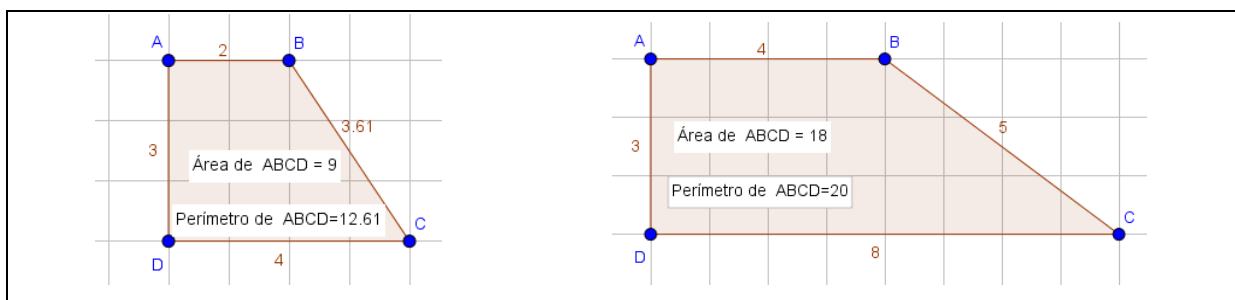 A
2
B
3
3.61
Área de ABCD = 9
Perímetro de ABCD=12.61
D
4
C
A
4
B
3
5
Área de ABCD = 18
Perímetro de ABCD=20
D
8
C